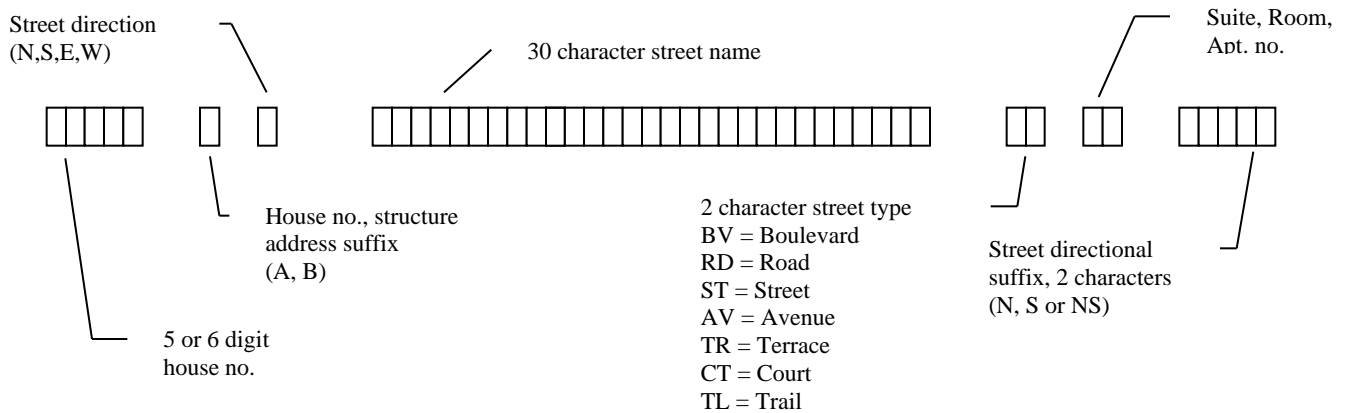 Street direction
(N,S,E,W)
30 character street name
Suite, Room,
Apt. no.
House no., structure
address suffix
(A, B)
5 or 6 digit
house no.
2 character street type
BV = Boulevard
RD = Road
ST = Street
AV = Avenue
TR = Terrace
CT = Court
TL = Trail
Street directional
suffix, 2 characters
(N, S or NS)